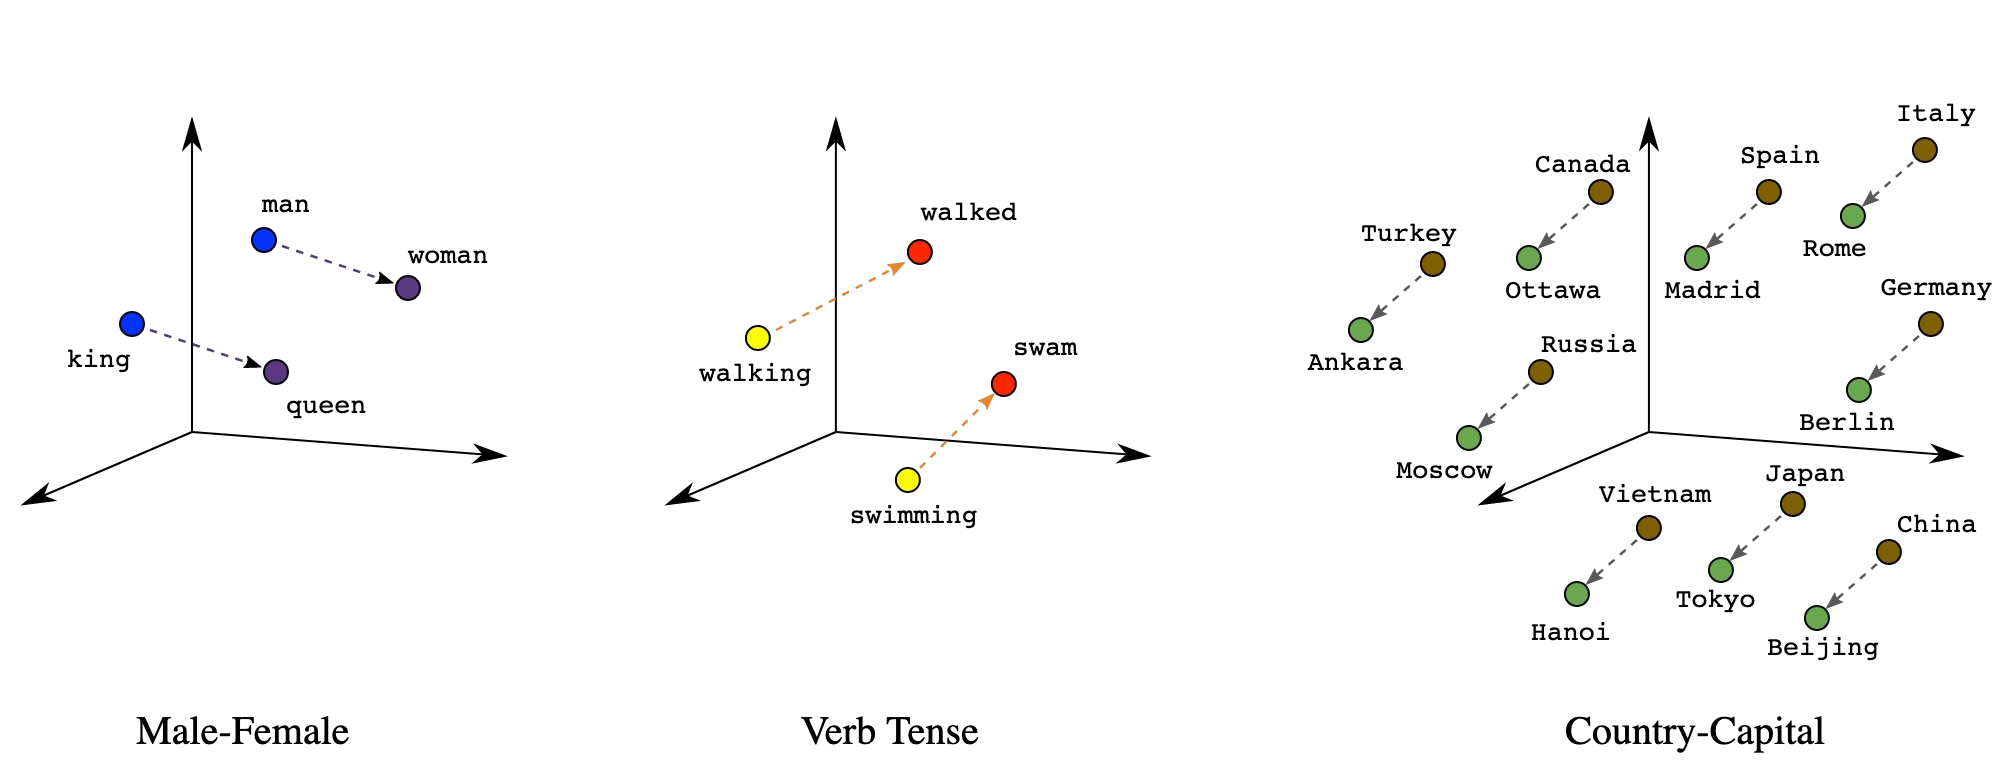 man
woman
king
queen
Male-Female
walked
walking
swam
swimming
Verb Tense
Italy
Canada
Spain
Turkey
Rome
Ottawa
Madrid
Germany
Ankara
Russia
Berlin
Moscow
Japan
Vietnam
China
Tokyo
Hanoi
Beijing
Country-Capital